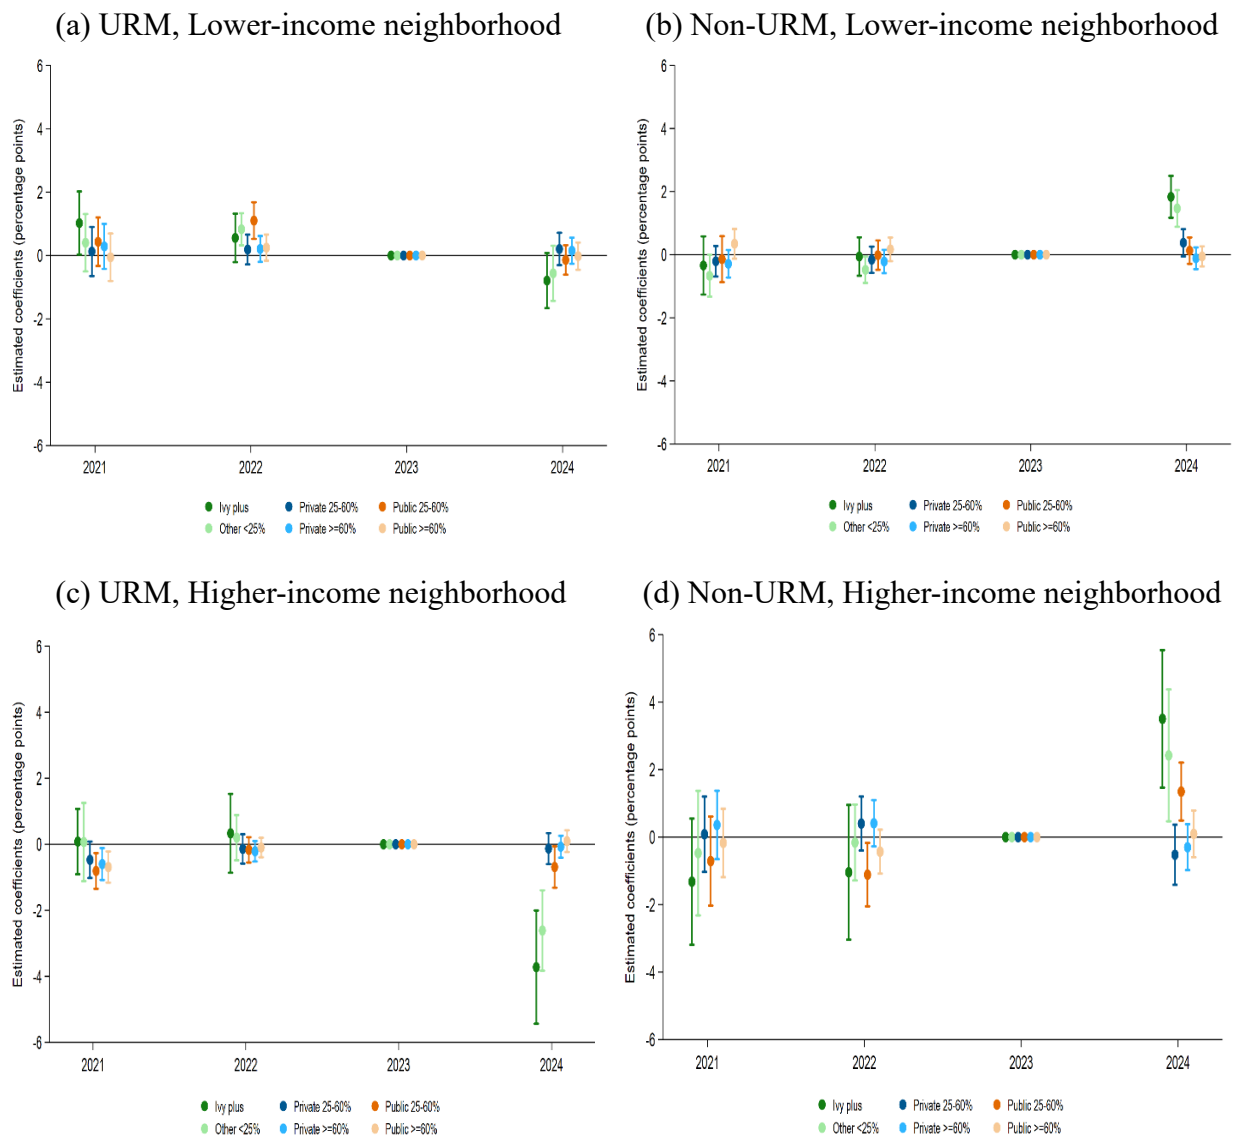 (a) URM, Lower-income neighborhood
Estimated coefficients (percentage points)
6
4
2
0
-2
-4
-6
2021 2022 2023 2024
Ivy plus Private 25-60% Public 25-60%
Other <25% Private >=60% Public >=60%
(b) Non-URM, Lower-income neighborhood
Estimated coefficients (percentage points)
6
4
2
0
-2
-4
-6
2021 2022 2023 2024
Ivy plus Private 25-60% Public 25-60%
Other <25% Private >=60% Public >=60%
(c) URM, Higher-income neighborhood
Estimated coefficients (percentage points)
6
4
2
0
-2
-4
-6
2021 2022 2023 2024
Ivy plus Private 25-60% Public 25-60%
Other <25% Private >=60% Public >=60%
(d) Non-URM, Higher-income neighborhood
Estimated coefficients (percentage points)
6
4
2
0
-2
-4
-6
2021 2022 2023 2024
Ivy plus Private 25-60% Public 25-60%
Other <25% Private >=60% Public >=60%